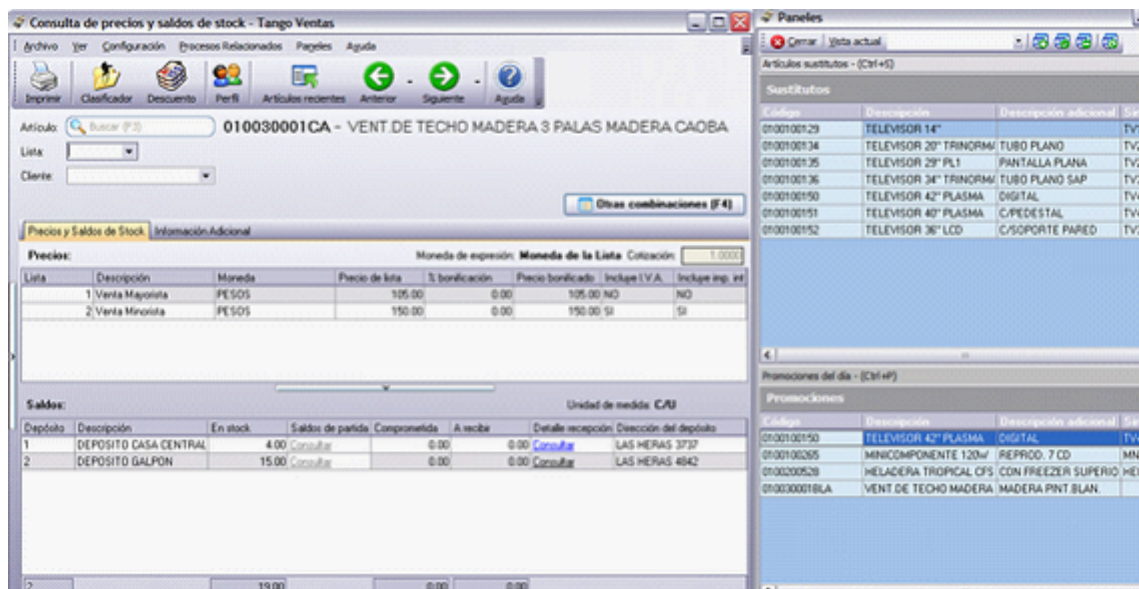 Consulta de precios y saldos de stock - Tango Ventas
Archivo Ver Configuración Procesos Relacionados Papeles Ayuda
Imprimir Clasificador Descuento Perfil Artículos recientes Anterior Siguiente Ayuda
Artículo: Buscar (F3) 010030001CA - VENT.DE TECHO MADERA 3 PALAS MADERA CAOBA
Lista:
Cliente:
Otras combinaciones (F4)
Precios y Saldos de Stock Información Adicional
Precios: Moneda de expresión: Moneda de la Lista Cotización: 1.0000
Lista Descripción Moneda Precio de lista % bonificación Precio bonificado Incluye I.V.A. Incluye imp. int
1 Venta Mayorista PESOS 105.00 0.00 105.00 NO NO
2 Venta Minorista PESOS 150.00 0.00 150.00 SI SI
Saldos: Unidad de medida: C/U
Depósito Descripción En stock Saldos de partida Comprometida A recibir Detalle recepción Dirección del depósito
1 DEPOSITO CASA CENTRAL 4.00 Consultar 0.00 0.00 Consultar LAS HERAS 3737
2 DEPOSITO GALPON 15.00 Consultar 0.00 0.00 Consultar LAS HERAS 4842
2 19.00 0.00 0.00
Paneles
Cerrar Vista actual
Artículos sustitutos - (Ctrl+S)
Sustitutos
Código Descripción Descripción adicional
0100100129 TELEVISOR 14"
0100100134 TELEVISOR 20" TRINORMA TUBO PLANO
0100100135 TELEVISOR 29" PL1 PANTALLA PLANA
0100100136 TELEVISOR 34" TRINORMA TUBO PLANO SAP
0100100150 TELEVISOR 42" PLASMA DIGITAL
0100100151 TELEVISOR 40" PLASMA C/PEDESTAL
0100100152 TELEVISOR 36" LCD C/SOPORTE PARED
Promociones del día - (Ctrl+P)
Promociones
Código Descripción Descripción adicional
0100100150 TELEVISOR 42" PLASMA DIGITAL
0100100265 MINICOMPONENTE 120w REPROD. 7 CD
0100200528 HELADERA TROPICAL CFS CON FREEZER SUPERIO
010030001BLA VENT.DE TECHO MADERA MADERA PINT.BLAN.